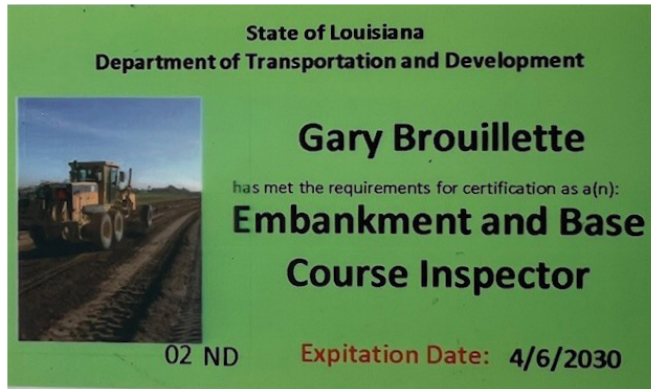 State of Louisiana
Department of Transportation and Development
Gary Brouillette
has met the requirements for certification as a(n):
Embankment and Base
Course Inspector
02 ND
Expitation Date: 4/6/2030